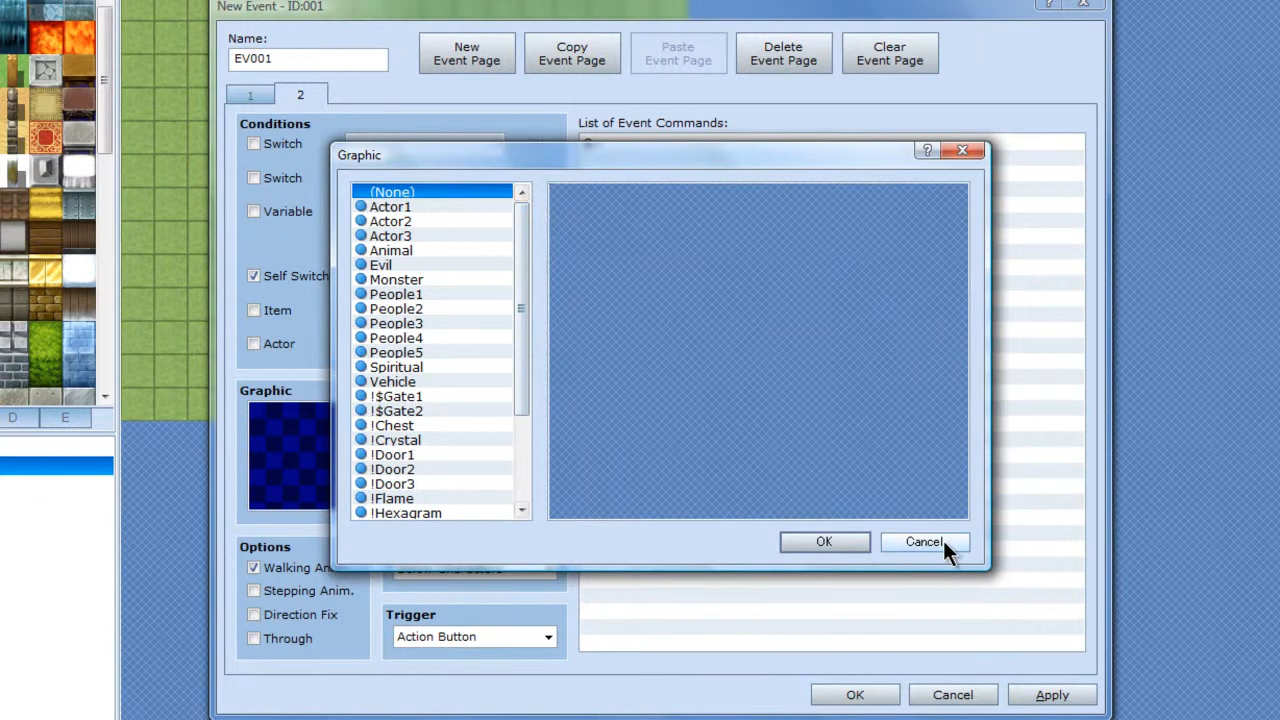 New Event - ID:001
Name:
EV001
New
Event Page
Copy
Event Page
Paste
Event Page
Delete
Event Page
Clear
Event Page
1
2
Conditions
Switch
Switch
Variable
Self Switch
Item
Actor
List of Event Commands:
Graphic
(None)
Actor1
Actor2
Actor3
Animal
Evil
Monster
People1
People2
People3
People4
People5
Spiritual
Vehicle
!$Gate1
!$Gate2
!Chest
!Crystal
!Door1
!Door2
!Door3
!Flame
!Hexagram
OK
Cancel
Graphic
Options
Walking An
Stepping Anim.
Direction Fix
Through
Trigger
Action Button
OK
Cancel
Apply
D
E